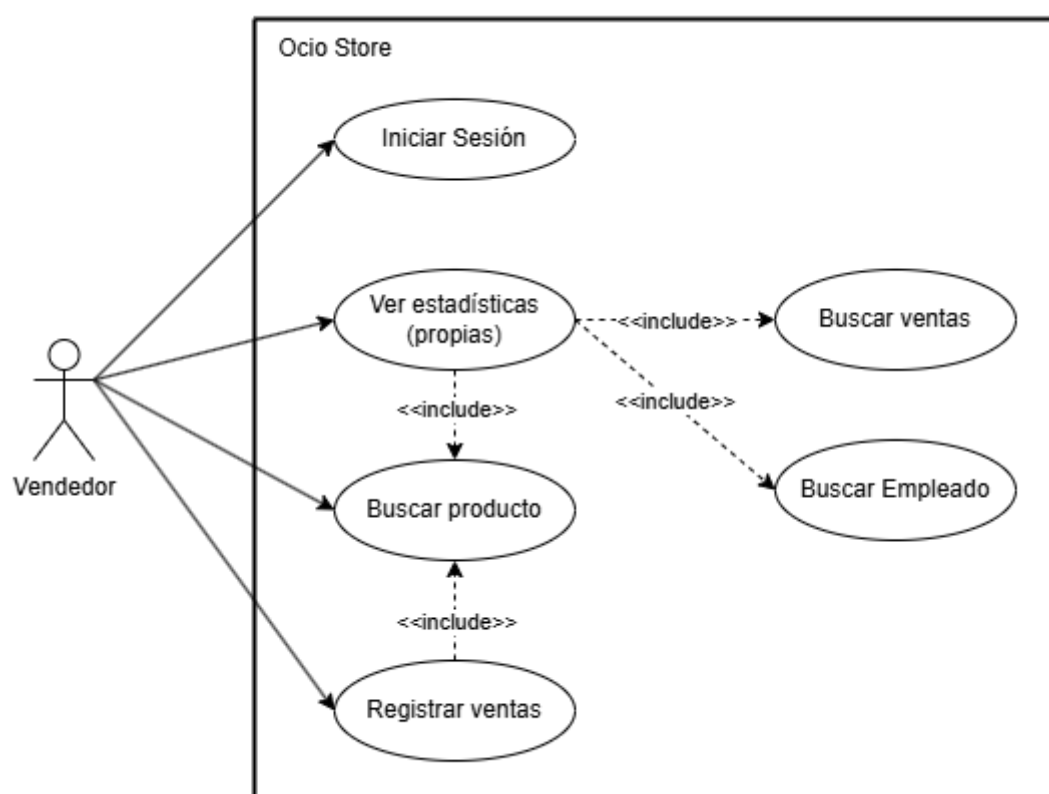 Ocio Store
Iniciar Sesión
Ver estadísticas
(propias)
<<include>>
Buscar ventas
<<include>>
<<include>>
Vendedor
Buscar producto
Buscar Empleado
<<include>>
Registrar ventas